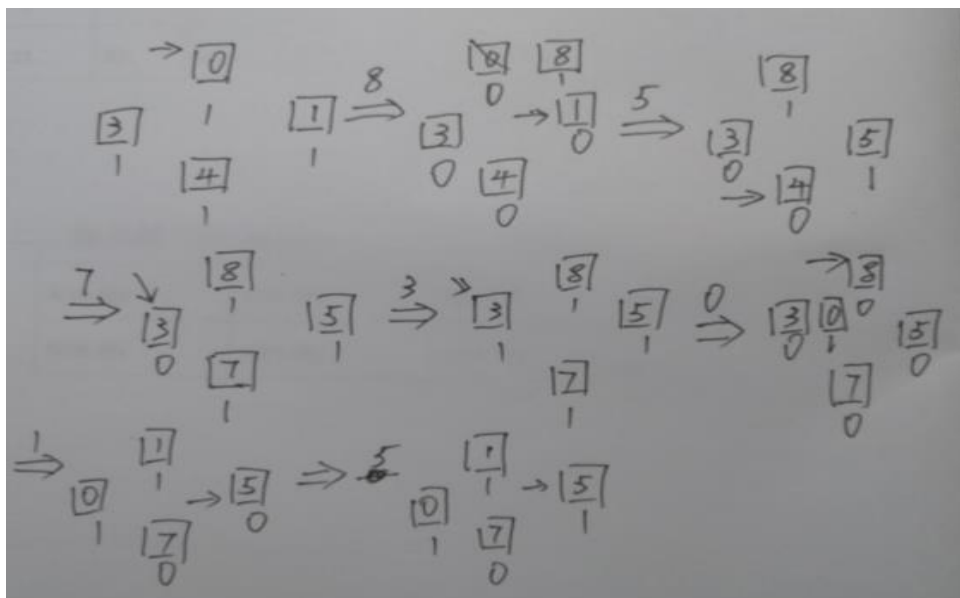 → 0 8 0 8 5 8
3 1 1 ⇒ 3 0 1 → 1 ⇒ 3 1 5
1 4 1 0 4 0 0 → 4 1
1 0 0
7 8 3 8 0 → 8
⇒ 3 1 5 ⇒ 3 1 5 ⇒ 3 0 0 5
0 7 1 1 7 1 0 1 7 0
1 1 0
1 1 5 1
⇒ 0 1 → 5 ⇒ 0 1 → 5
1 7 0 1 7 1
0 0